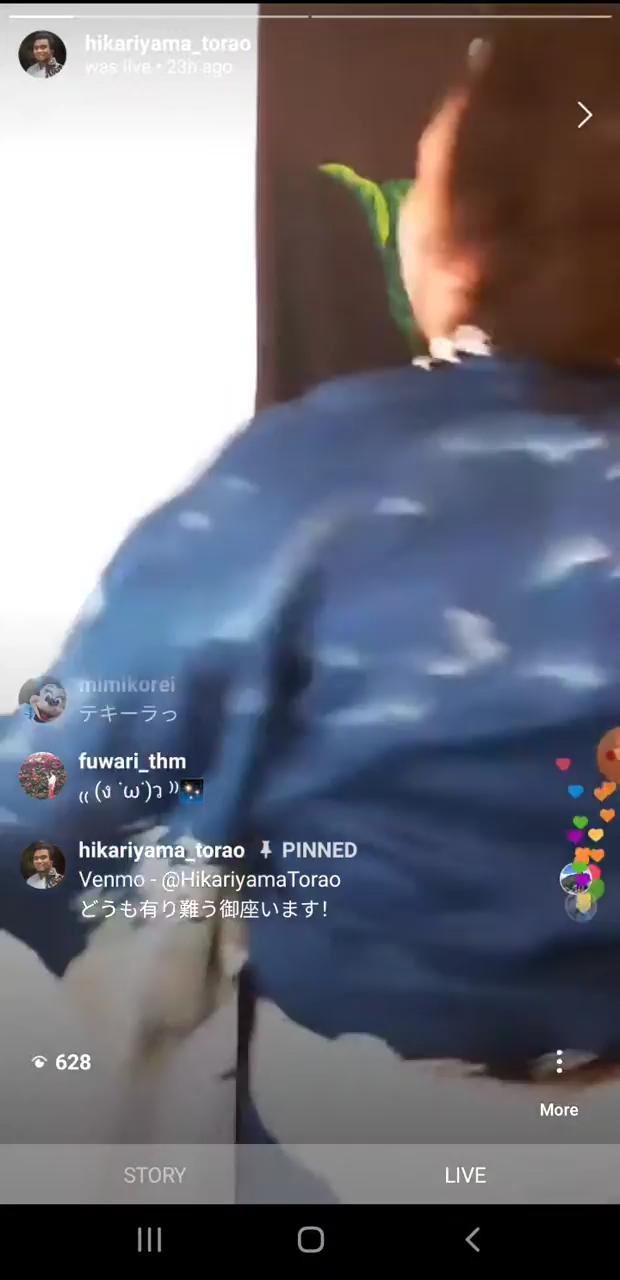 hikariyama_torao
was live • 23h ago
mimikorei
テキーラっ
fuwari_thm
₍₍ (ง ˙ω˙)ว ⁾⁾🎇
hikariyama_torao PINNED
Venmo - @HikariyamaTorao
どうも有り難う御座います!
628
More
STORY
LIVE